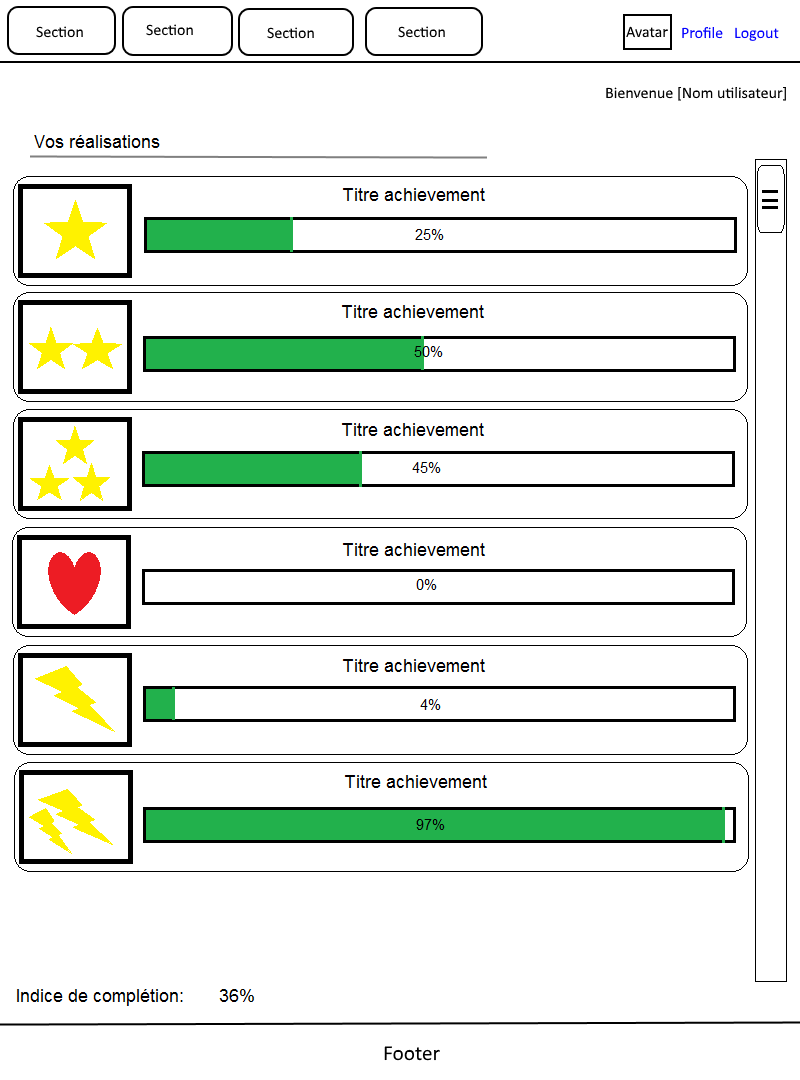 Section
Section
Section
Section
Avatar
Profile
Logout
Bienvenue [Nom utilisateur]
Vos réalisations
Titre achievement
25%
Titre achievement
50%
Titre achievement
45%
Titre achievement
0%
Titre achievement
4%
Titre achievement
97%
Indice de complétion: 36%
Footer